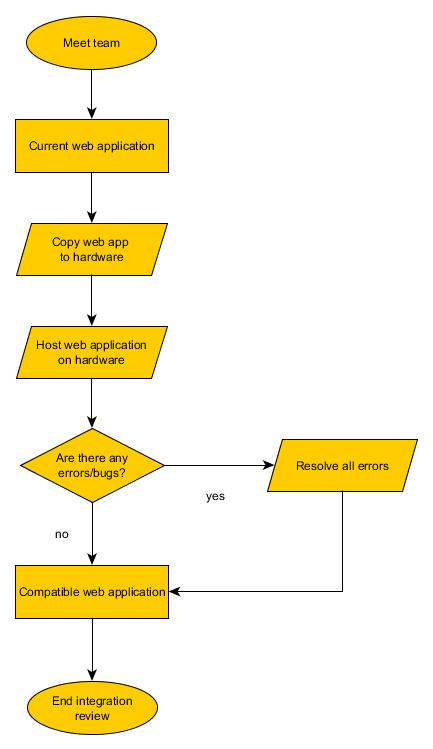 Meet team
Current web application
Copy web app
to hardware
Host web application
on hardware
Are there any
errors/bugs?
Resolve all errors
yes
no
Compatible web application
End integration
review